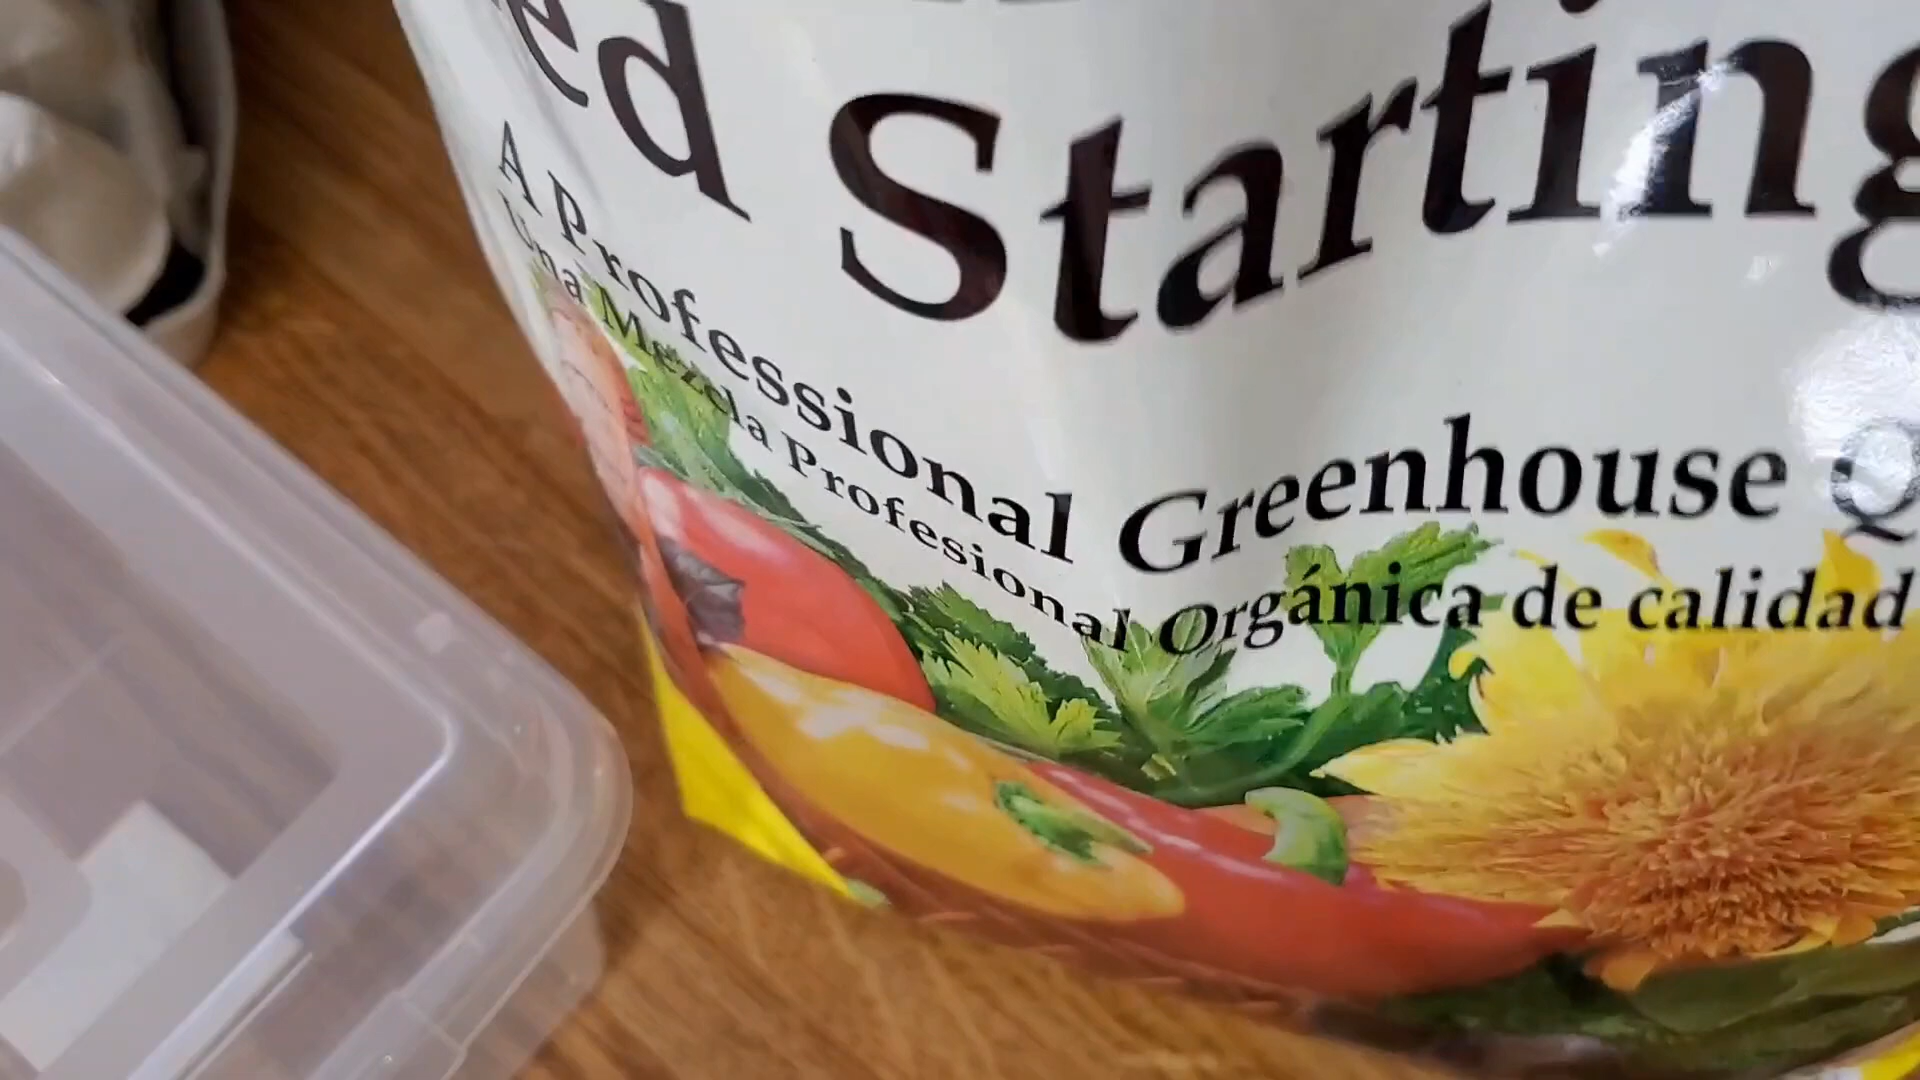 ed Starting
A Professional Greenhouse Q
Una Mezcla Profesional Orgánica de calidad